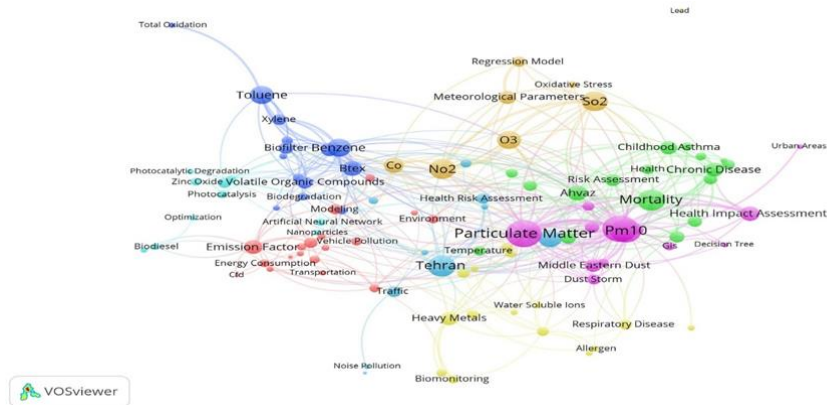 Lead
Total Oxidation
Regression Model
Oxidative Stress
Toluene
Meteorological Parameters
So2
Xylene
O3
Biofilter
Benzene
Childhood Asthma
Urban Areas
Co
No2
Btex
Health
Chronic Disease
Photocatalytic Degradation
Risk Assessment
Zinc Oxide
Volatile Organic Compounds
Ahvaz
Photocatalysis
Biodegradation
Health Risk Assessment
Mortality
Modeling
Health Impact Assessment
Optimization
Artificial Neural Network
Environment
Nanoparticles
Particulate Matter
Pm10
Vehicle Pollution
Biodiesel
Emission Factor
Temperature
Gis
Decision Tree
Energy Consumption
Tehran
Middle Eastern Dust
Cfd
Transportation
Dust Storm
Traffic
Water Soluble Ions
Heavy Metals
Respiratory Disease
Allergen
Noise Pollution
Biomonitoring
VOSviewer